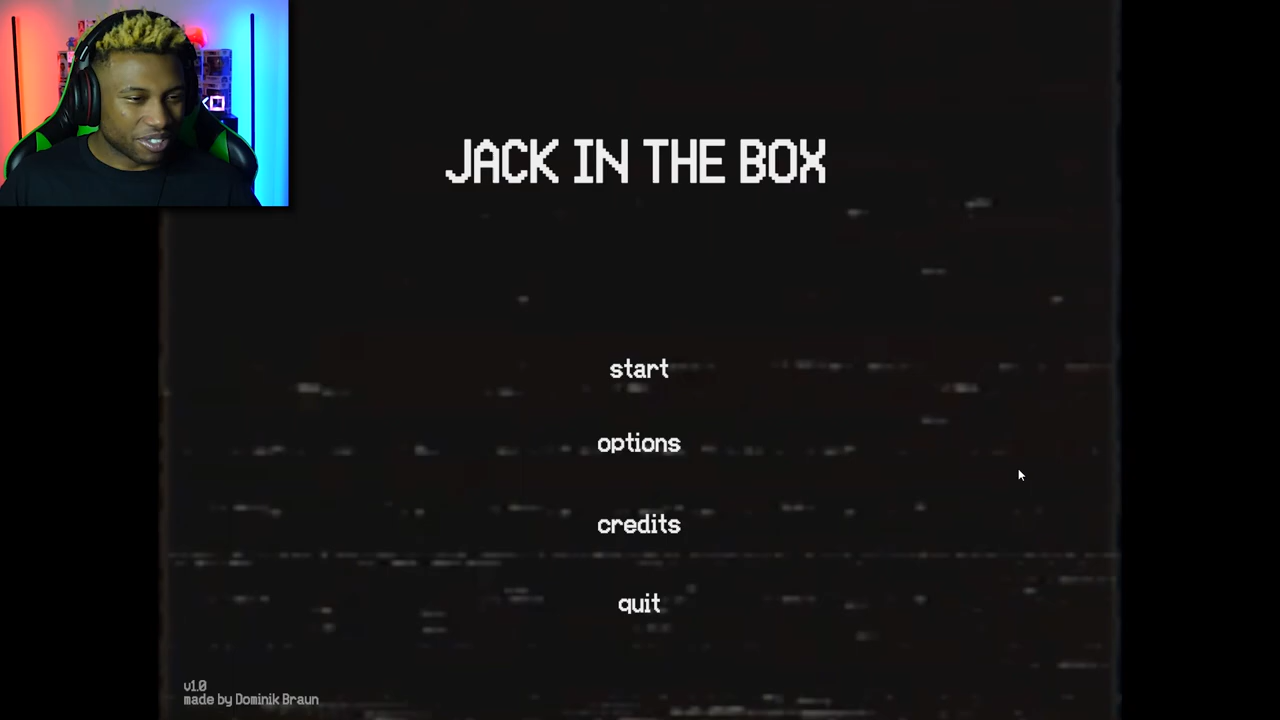 JACK IN THE BOX
start
options
credits
quit
v1.0
made by Dominik Braun